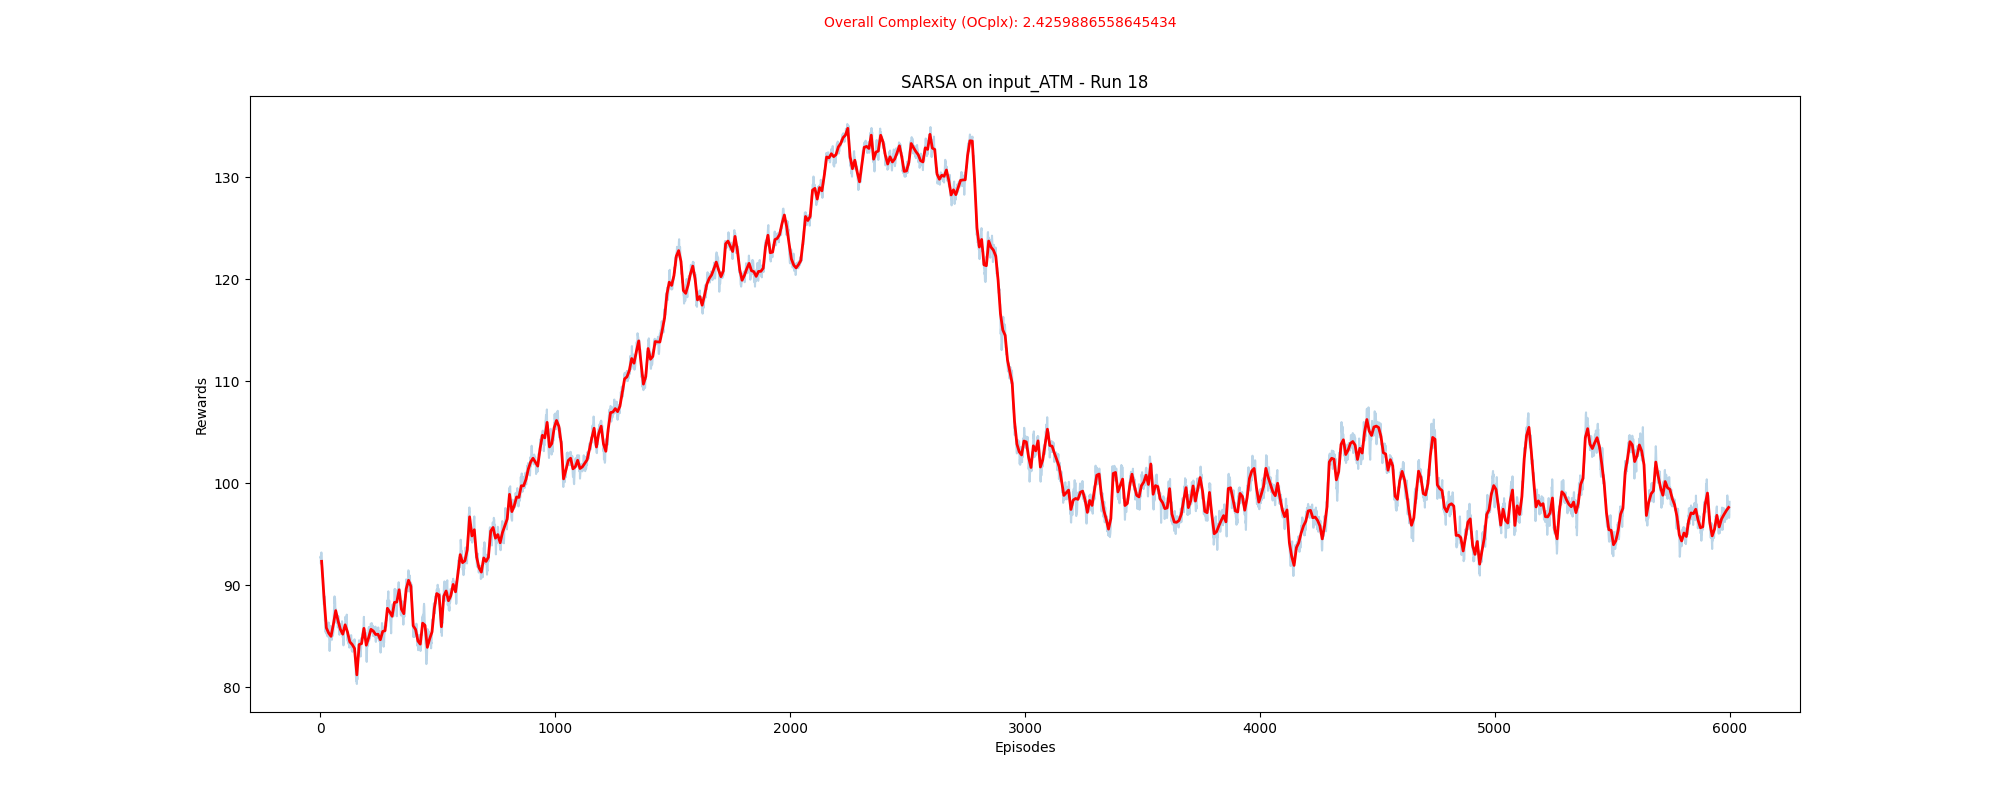 Overall Complexity (OCplx): 2.4259886558645434
SARSA on input_ATM - Run 18
Rewards
130
120
110
100
90
80
0 1000 2000 3000 4000 5000 6000
Episodes